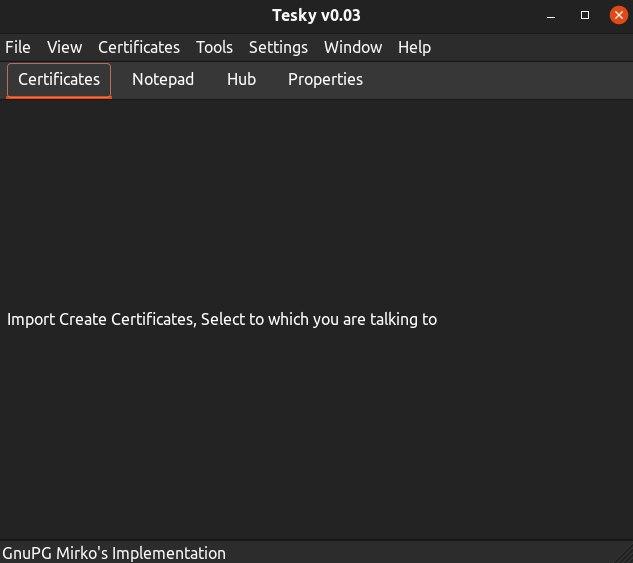 Tesky v0.03
File View Certificates Tools Settings Window Help
Certificates Notepad Hub Properties
Import Create Certificates, Select to which you are talking to
GnuPG Mirko's Implementation